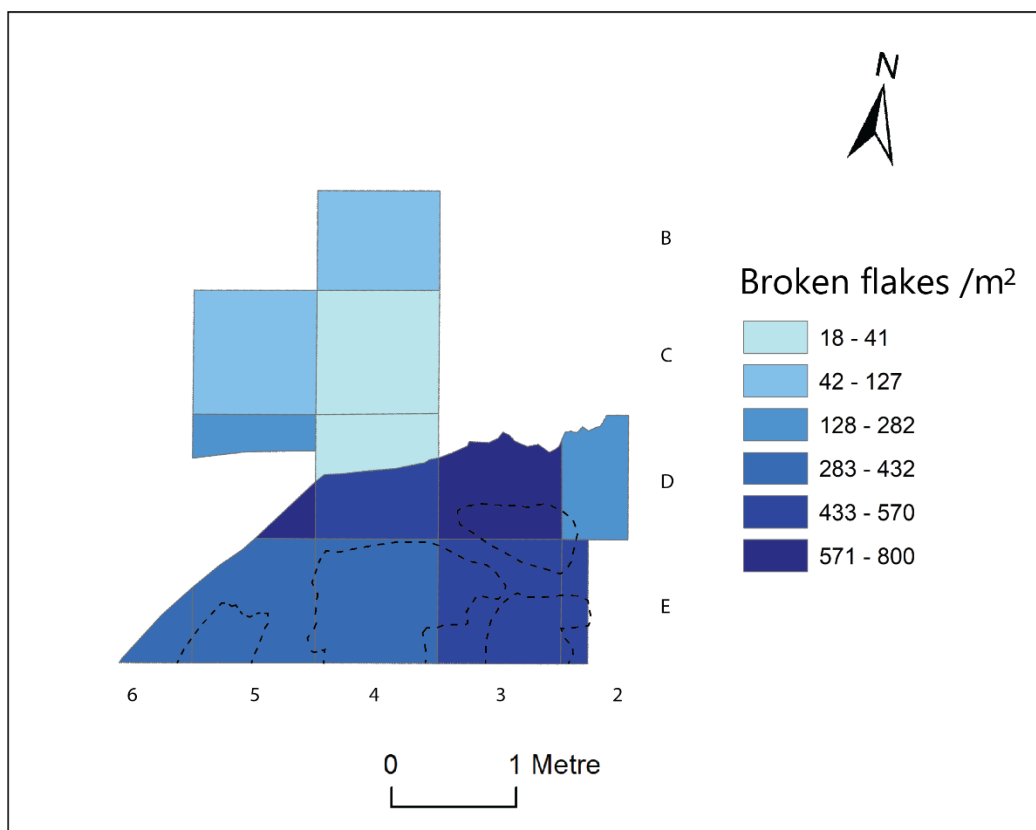 N
B
C
D
E
6 5 4 3 2
Broken flakes /m²
18 - 41
42 - 127
128 - 282
283 - 432
433 - 570
571 - 800
0 1 Metre